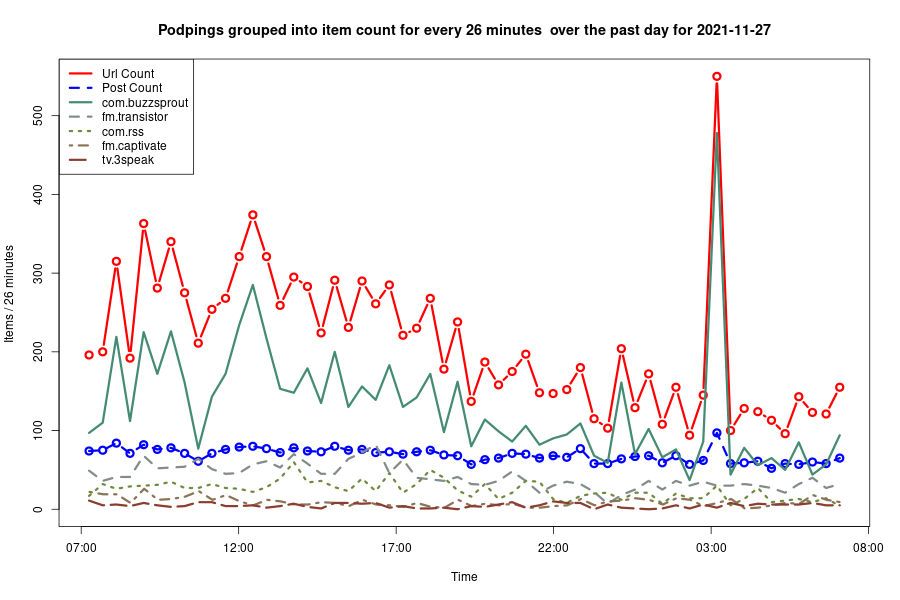 Podpings grouped into item count for every 26 minutes  over the past day for 2021-11-27
Url Count
Post Count
com.buzzsprout
fm.transistor
com.rss
fm.captivate
tv.3speak
Items / 26 minutes
500
400
300
200
100
0
07:00 12:00 17:00 22:00 03:00 08:00
Time